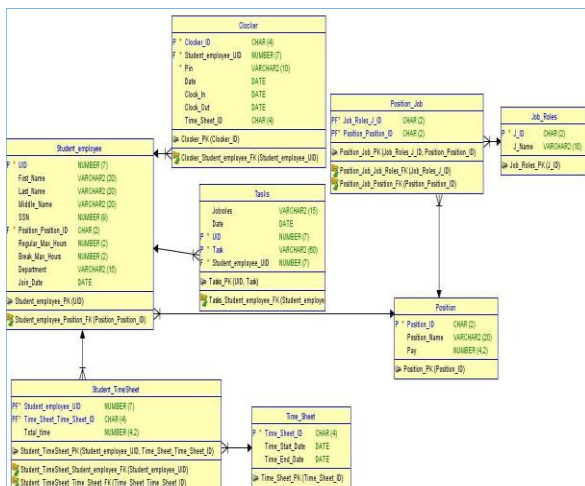 Clocker
P * Clocker_ID CHAR (4)
F * Student_employee_UID NUMBER (7)
* Pin VARCHAR2 (10)
Date DATE
Clock_In DATE
Clock_Out DATE
Time_Sheet_ID CHAR (4)
Clocker_PK (Clocker_ID)
Clocker_Student_employee_FK (Student_employee_UID)
Position_Job
PF* Job_Roles_J_ID CHAR (2)
PF* Position_Position_ID CHAR (2)
Position_Job_PK (Job_Roles_J_ID, Position_Position_ID)
Position_Job_Job_Roles_FK (Job_Roles_J_ID)
Position_Job_Position_FK (Position_Position_ID)
Job_Roles
P * J_ID CHAR (2)
J_Name VARCHAR2 (10)
Job_Roles_PK (J_ID)
Student_employee
P * UID NUMBER (7)
First_Name VARCHAR2 (20)
Last_Name VARCHAR2 (20)
Middle_Name VARCHAR2 (20)
SSN NUMBER (9)
F * Position_Position_ID CHAR (2)
Regular_Max_Hours NUMBER (2)
Break_Max_Hours NUMBER (2)
Department VARCHAR2 (15)
Join_Date DATE
Student_employee_PK (UID)
Student_employee_Position_FK (Position_Position_ID)
Tasks
Jobroles VARCHAR2 (15)
Date DATE
P * UID NUMBER (7)
P * Task VARCHAR2 (60)
F * Student_employee_UID NUMBER (7)
Tasks_PK (UID, Task)
Tasks_Student_employee_FK (Student_employe
Position
P * Position_ID CHAR (2)
Position_Name VARCHAR2 (20)
Pay NUMBER (4,2)
Position_PK (Position_ID)
Student_TimeSheet
PF* Student_employee_UID NUMBER (7)
PF* Time_Sheet_Time_Sheet_ID CHAR (4)
Total_time NUMBER (4,2)
Student_TimeSheet_PK (Student_employee_UID, Time_Sheet_Time_Sheet_ID)
Student_TimeSheet_Student_employee_FK (Student_employee_UID)
Student_TimeSheet_Time_Sheet_FK (Time_Sheet_Time_Sheet_ID)
Time_Sheet
P * Time_Sheet_ID CHAR (4)
Time_Start_Date DATE
Time_End_Date DATE
Time_Sheet_PK (Time_Sheet_ID)